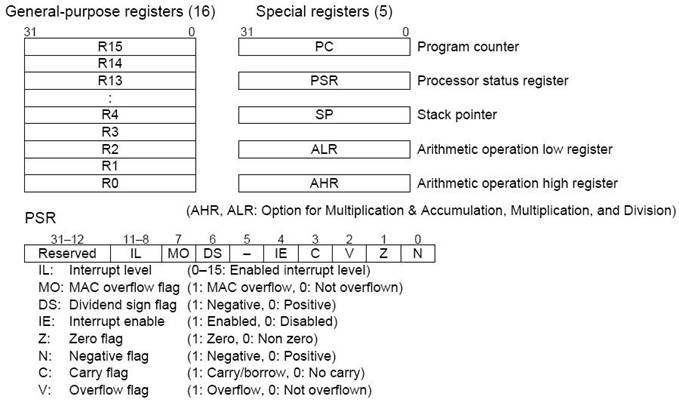 General-purpose registers (16) Special registers (5)
31 0 31 0
R15 PC Program counter
R14
R13 PSR Processor status register
:
R4 SP Stack pointer
R3
R2 ALR Arithmetic operation low register
R1
R0 AHR Arithmetic operation high register
(AHR, ALR: Option for Multiplication & Accumulation, Multiplication, and Division)
PSR
31–12 11–8 7 6 5 4 3 2 1 0
Reserved IL MO DS – IE C V Z N
IL: Interrupt level (0–15: Enabled interrupt level)
MO: MAC overflow flag (1: MAC overflow, 0: Not overflown)
DS: Dividend sign flag (1: Negative, 0: Positive)
IE: Interrupt enable (1: Enabled, 0: Disabled)
Z: Zero flag (1: Zero, 0: Non zero)
N: Negative flag (1: Negative, 0: Positive)
C: Carry flag (1: Carry/borrow, 0: No carry)
V: Overflow flag (1: Overflow, 0: Not overflown)